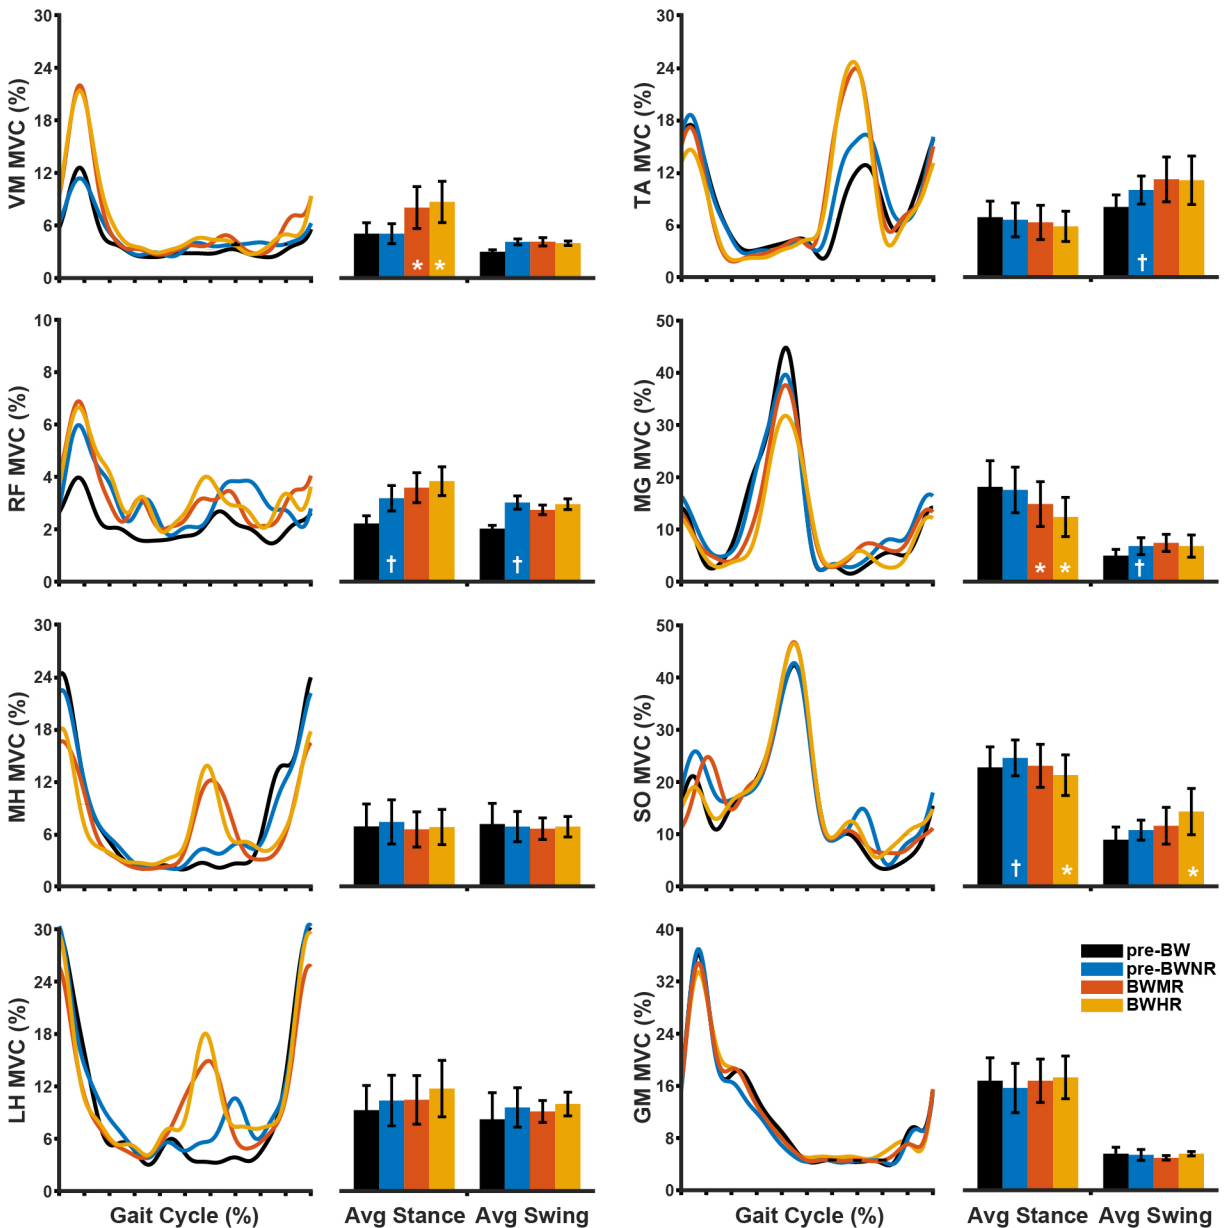 VM MVC (%)
30
24
18
12
6
0
* *
TA MVC (%)
30
24
18
12
6
0
†
RF MVC (%)
10
8
6
4
2
0
† †
MG MVC (%)
50
40
30
20
10
0
* * †
MH MVC (%)
30
24
18
12
6
0
SO MVC (%)
50
40
30
20
10
0
† * *
LH MVC (%)
30
24
18
12
6
0
Gait Cycle (%)
Avg Stance Avg Swing
GM MVC (%)
40
32
24
16
8
0
pre-BW
pre-BWNR
BWMR
BWHR
Gait Cycle (%)
Avg Stance Avg Swing